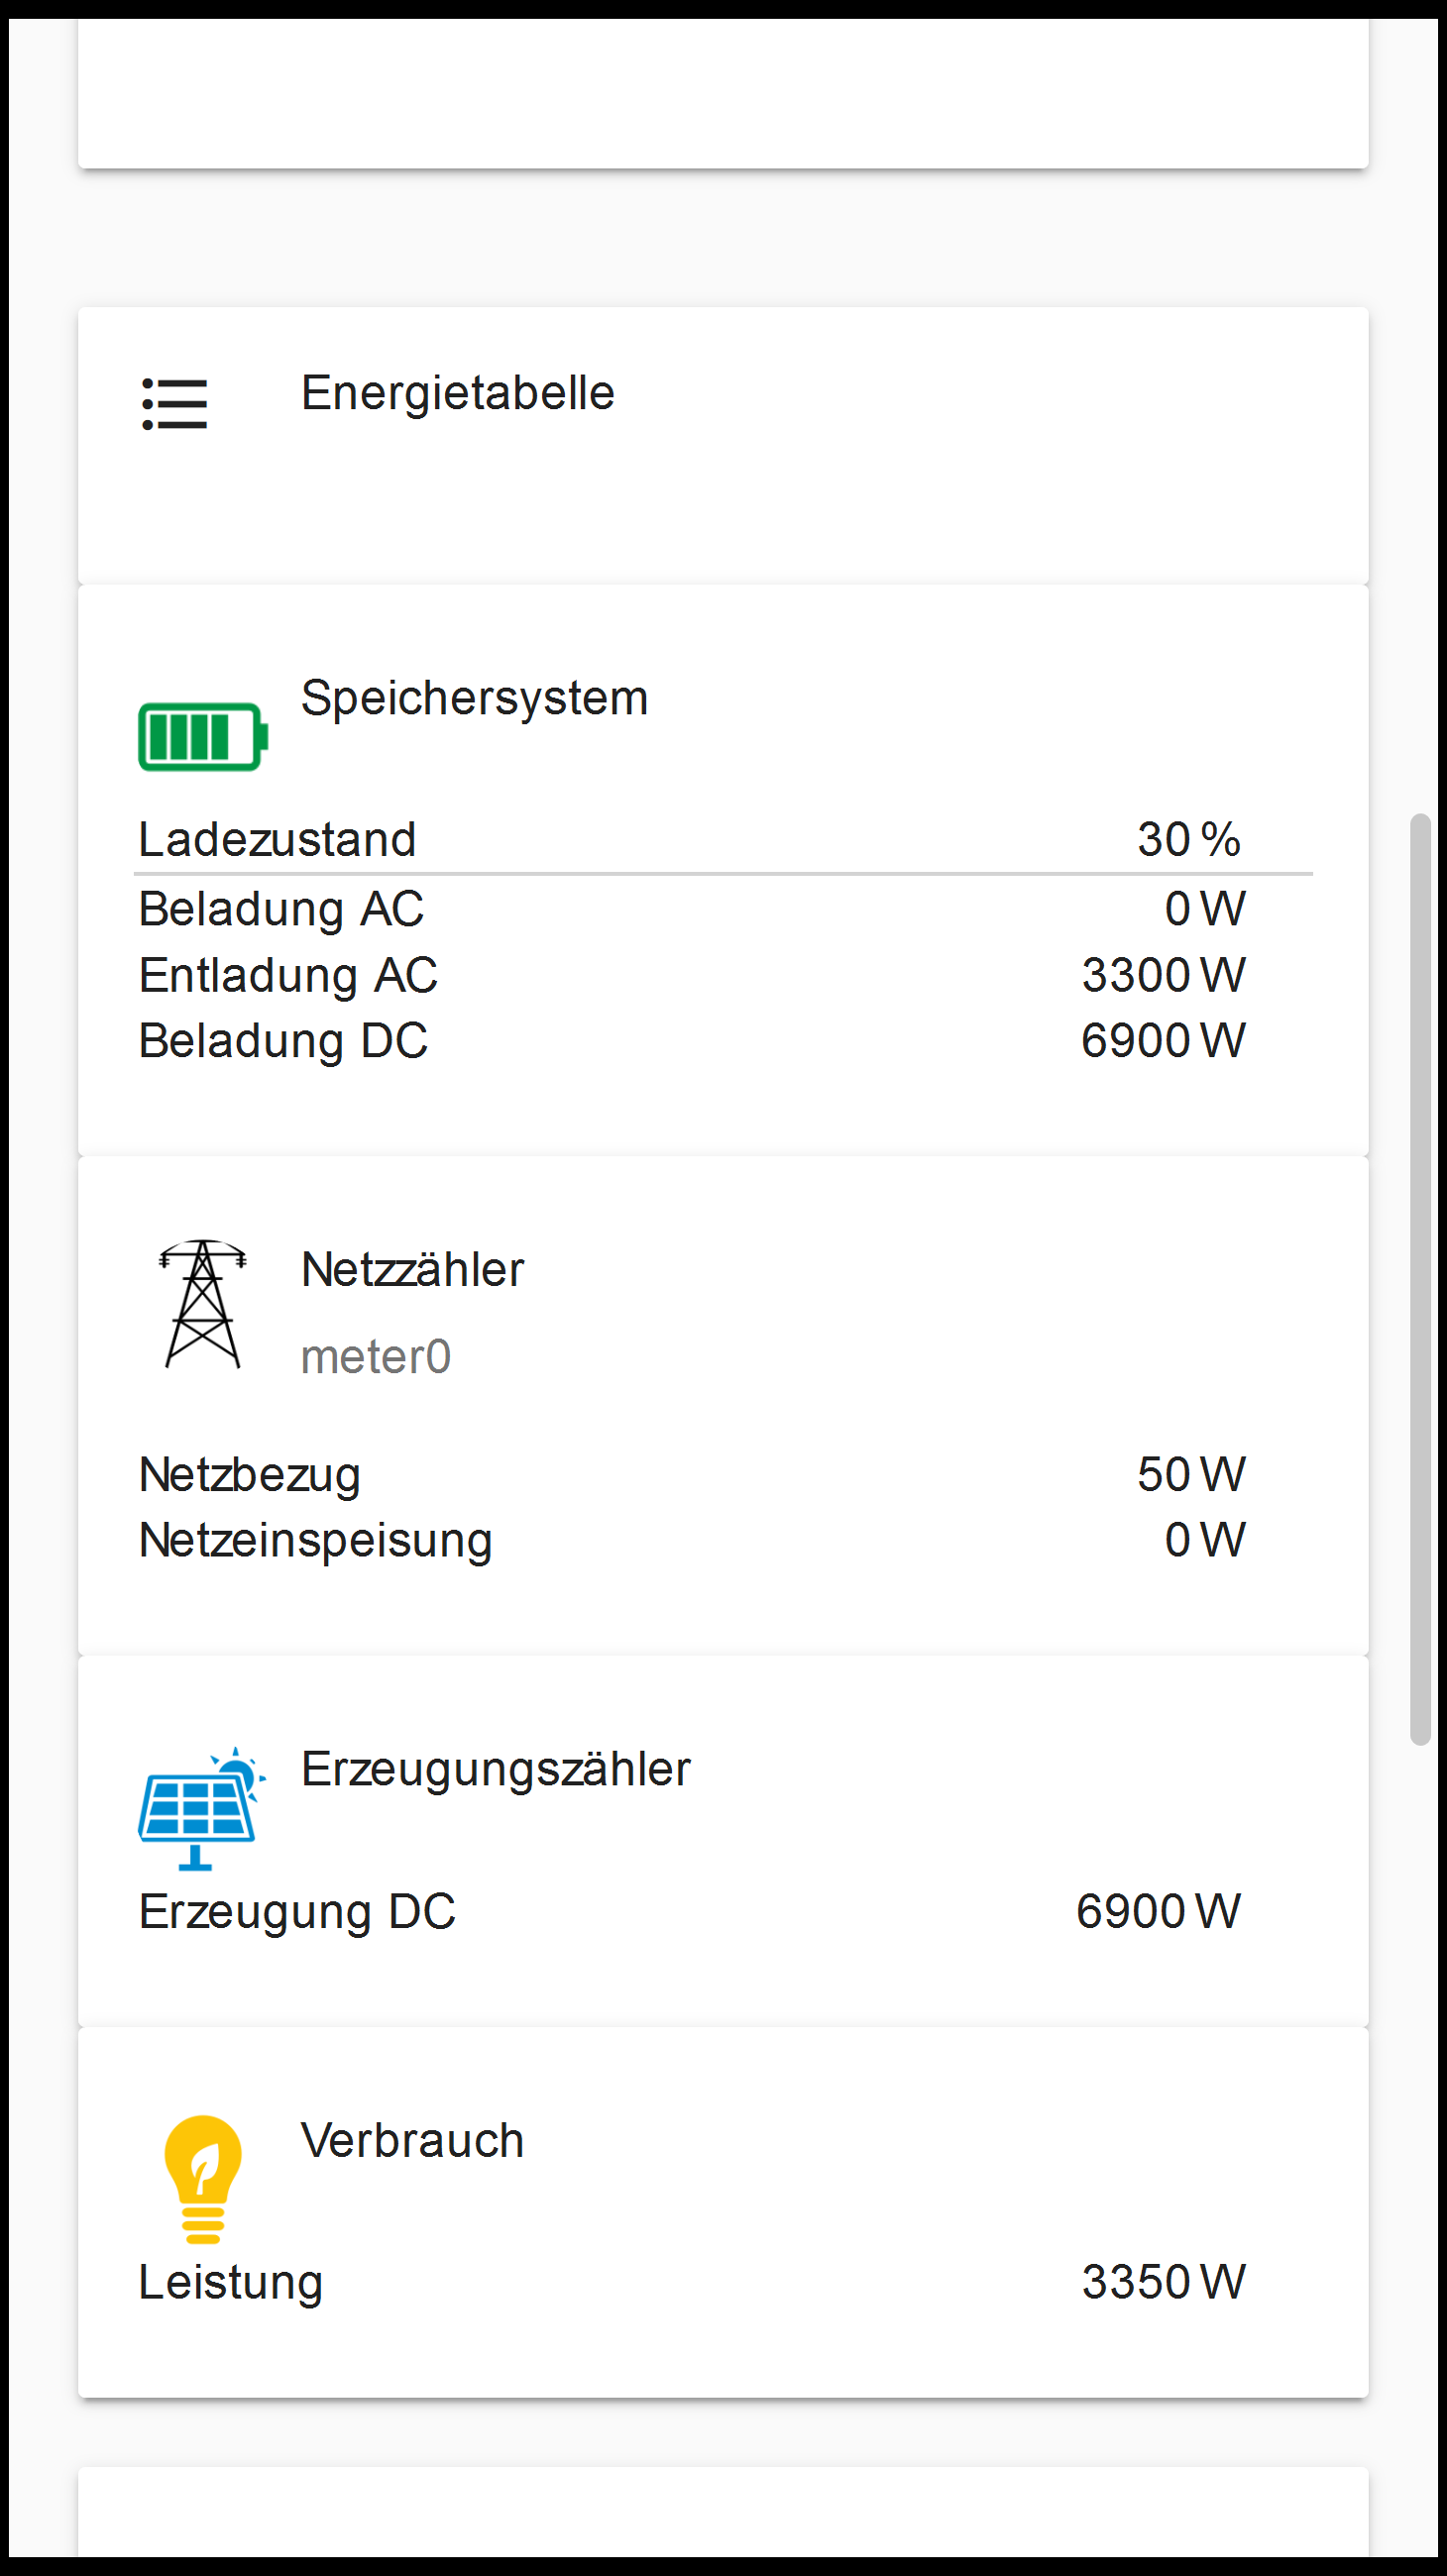 Energietabelle
Speichersystem
Ladezustand 30 %
Beladung AC 0 W
Entladung AC 3300 W
Beladung DC 6900 W
Netzzähler
meter0
Netzbezug 50 W
Netzeinspeisung 0 W
Erzeugungszähler
Erzeugung DC 6900 W
Verbrauch
Leistung 3350 W